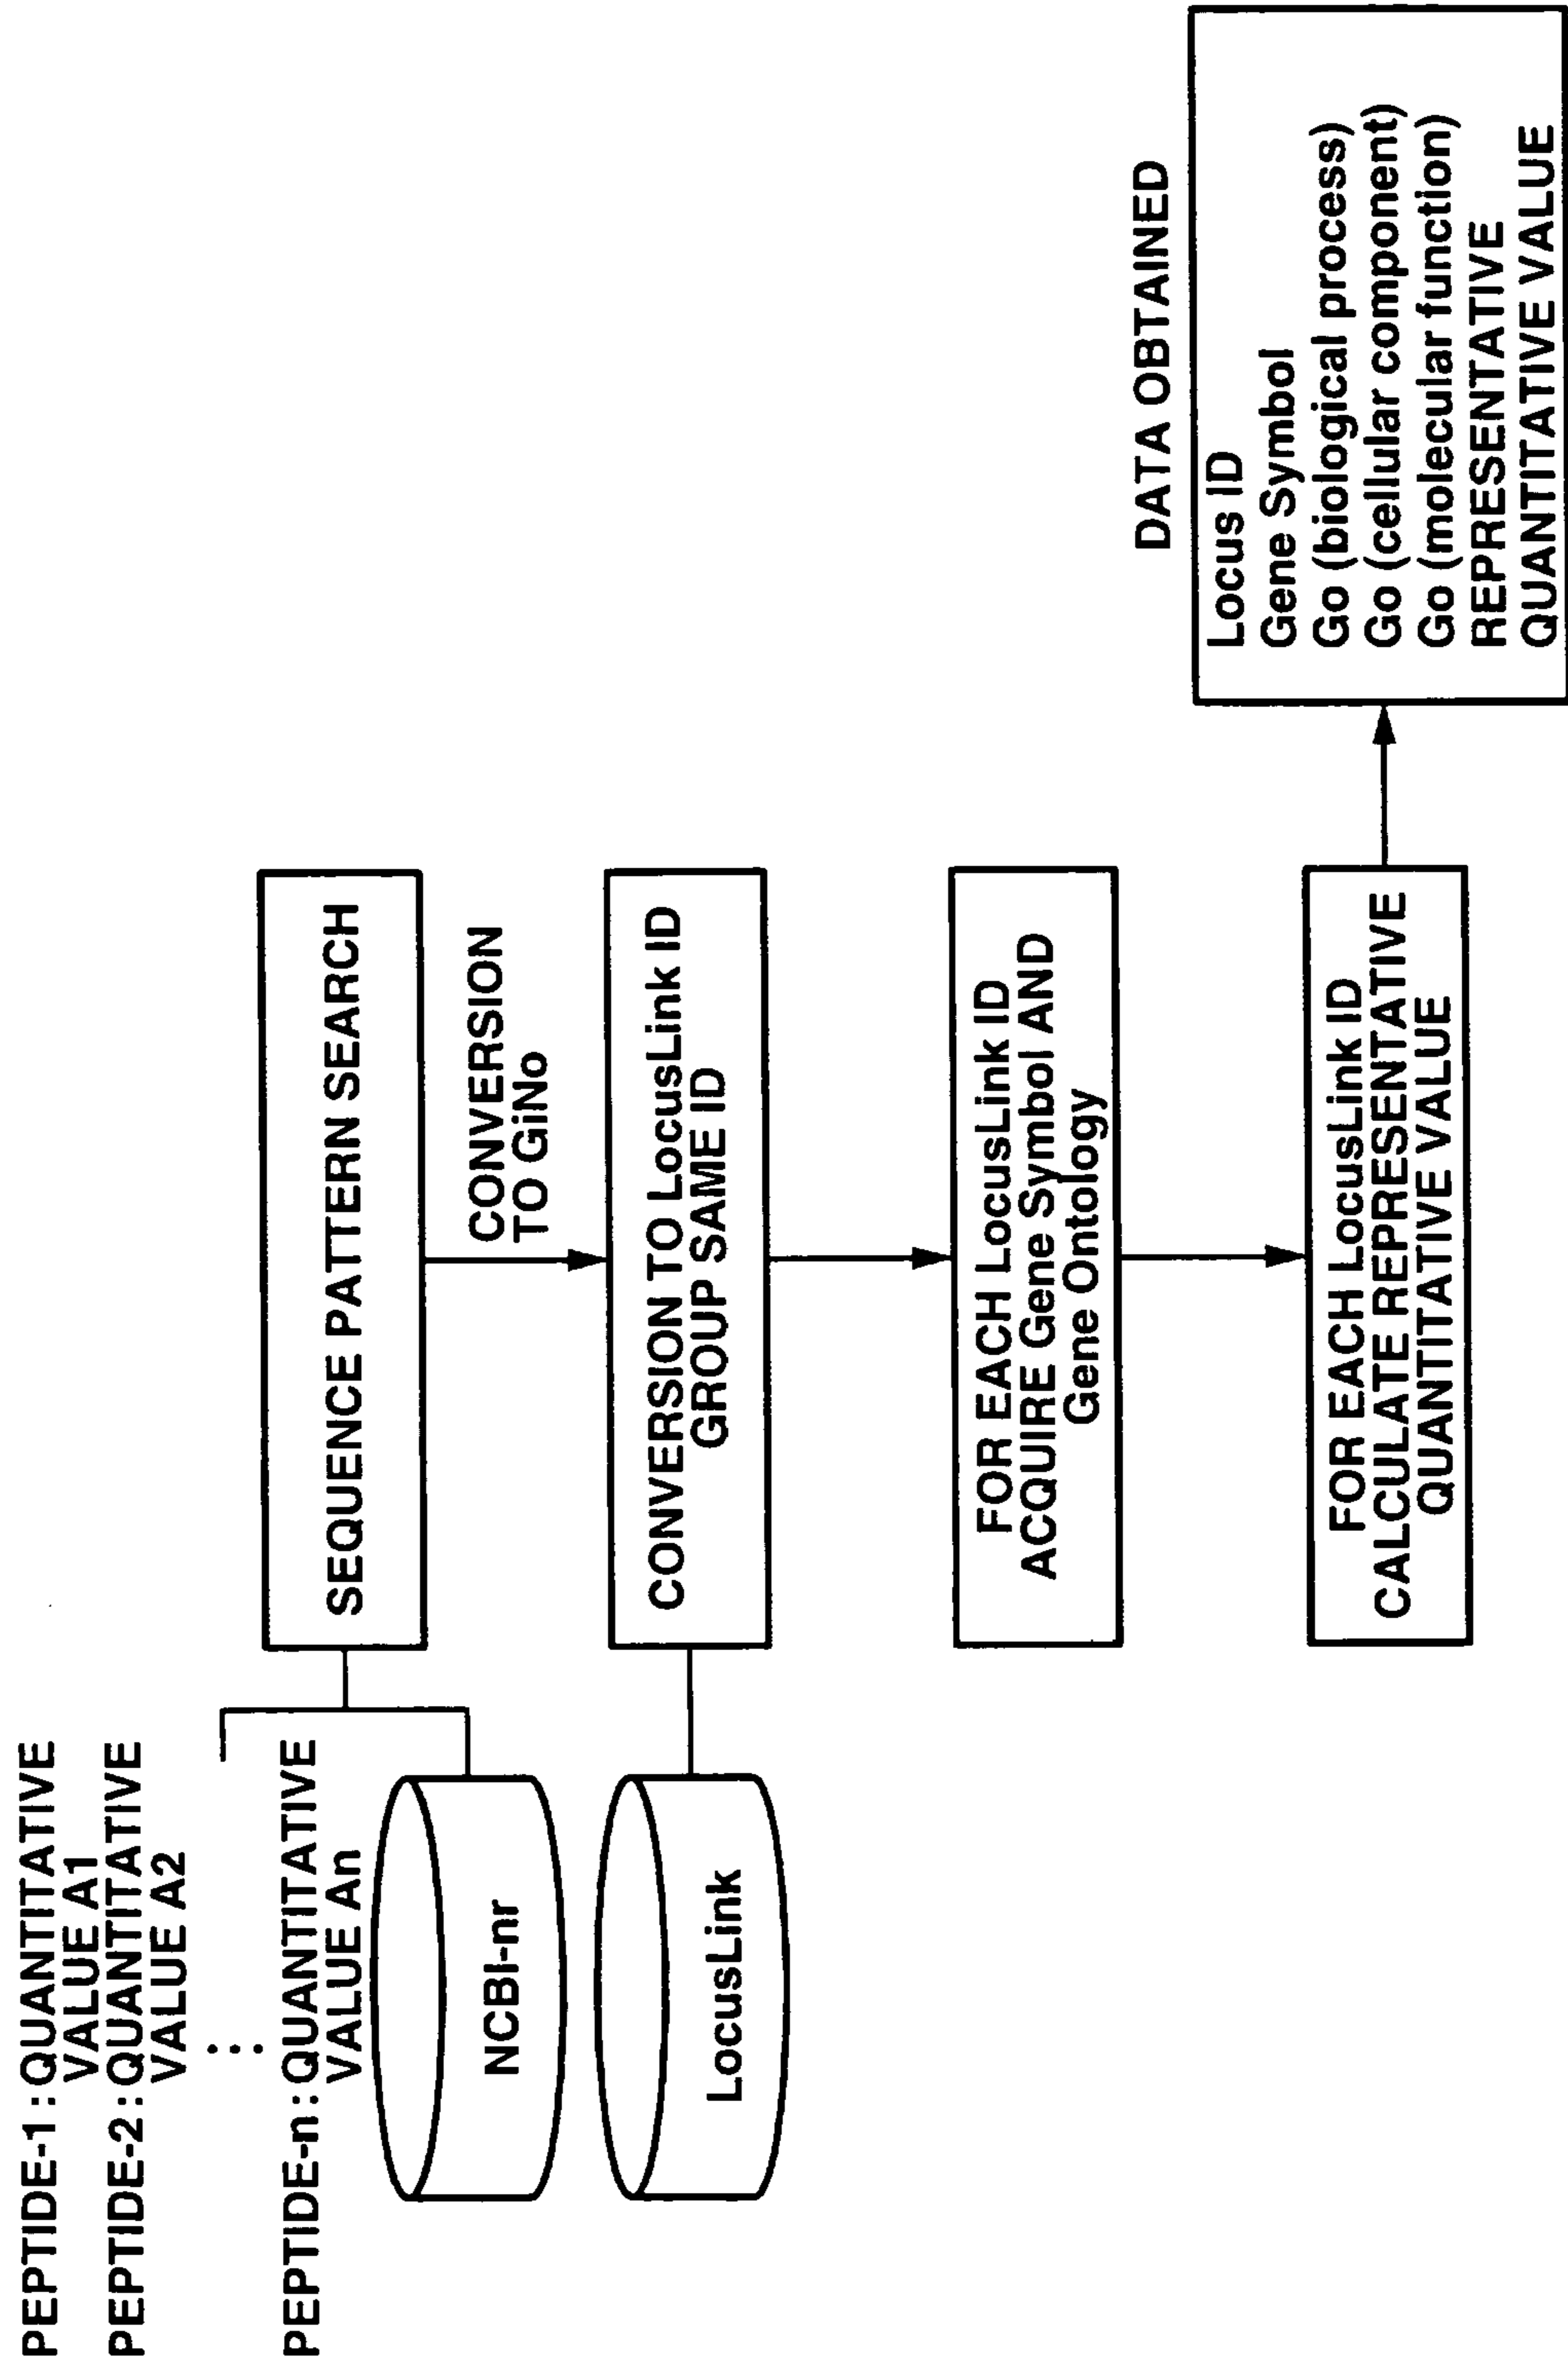 PEPTIDE-1:QUANTITATIVE
VALUE A1
PEPTIDE-2:QUANTITATIVE
VALUE A2
⋮
PEPTIDE-n:QUANTITATIVE
VALUE An
NCBI-nr
SEQUENCE PATTERN SEARCH
CONVERSION
TO GiNo
LocusLink
CONVERSION TO LocusLink ID
GROUP SAME ID
FOR EACH LocusLink ID
ACQUIRE Gene Symbol AND
Gene Ontology
FOR EACH LocusLink ID
CALCULATE REPRESENTATIVE
QUANTITATIVE VALUE
DATA OBTAINED
Locus ID
Gene Symbol
Go (biological process)
Go (cellular component)
Go (molecular function)
REPRESENTATIVE
QUANTITATIVE VALUE